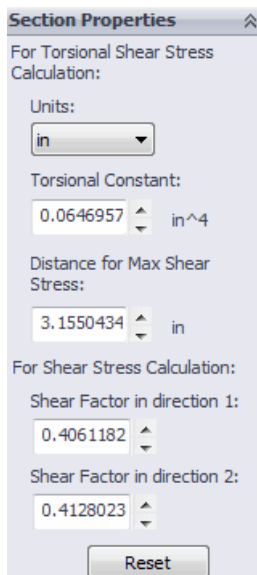 Section Properties
For Torsional Shear Stress
Calculation:
Units:
in
Torsional Constant:
0.0646957 in^4
Distance for Max Shear
Stress:
3.1550434 in
For Shear Stress Calculation:
Shear Factor in direction 1:
0.4061182
Shear Factor in direction 2:
0.4128023
Reset